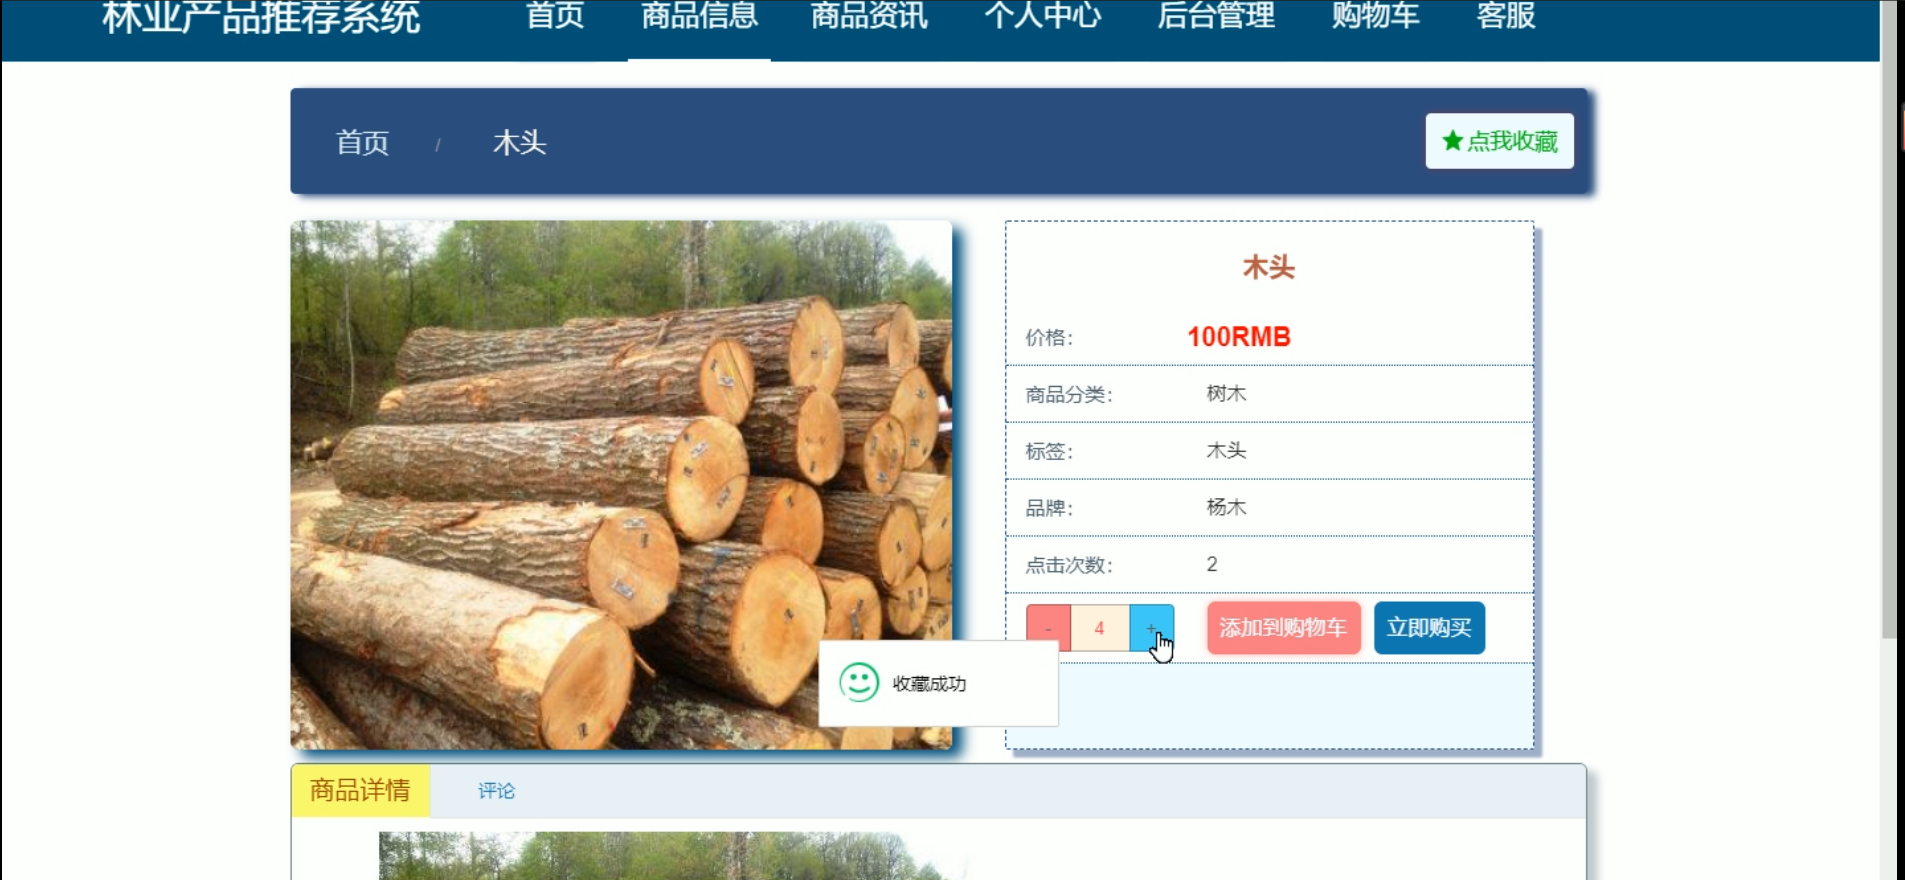 林业产品推荐系统 首页 商品信息 商品资讯 个人中心 后台管理 购物车 客服
首页 / 木头 ★点我收藏
木头
价格： 100RMB
商品分类： 树木
标签： 木头
品牌： 杨木
点击次数： 2
- 4 + 添加到购物车 立即购买
收藏成功
商品详情 评论